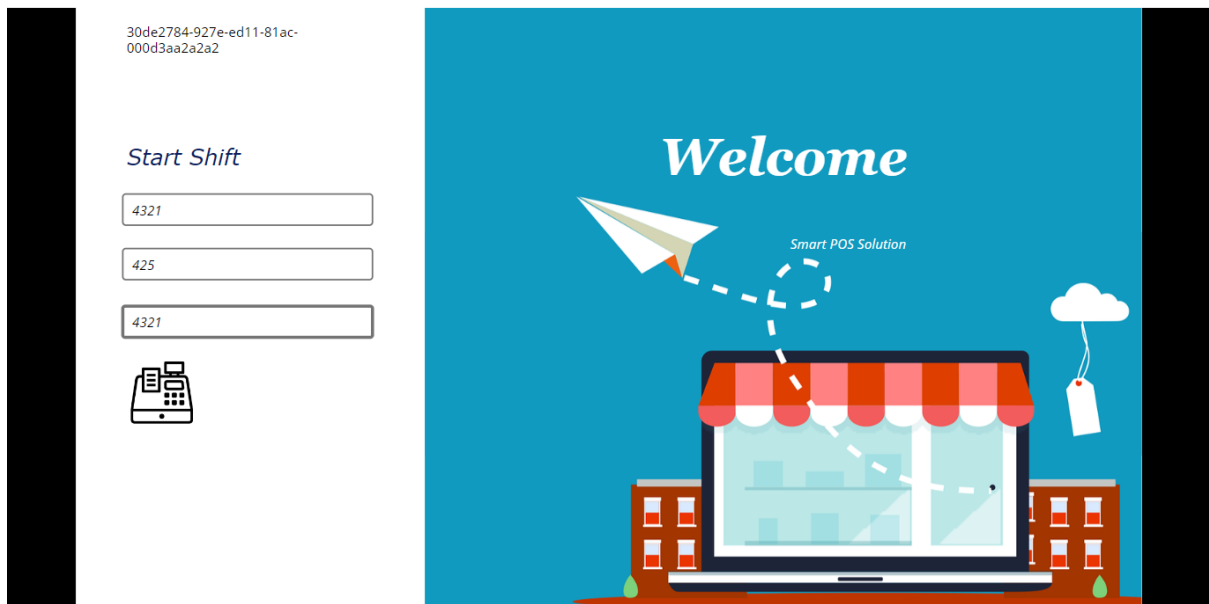 30de2784-927e-ed11-81ac-
000d3aa2a2a2
Start Shift
4321
425
4321
Welcome
Smart POS Solution